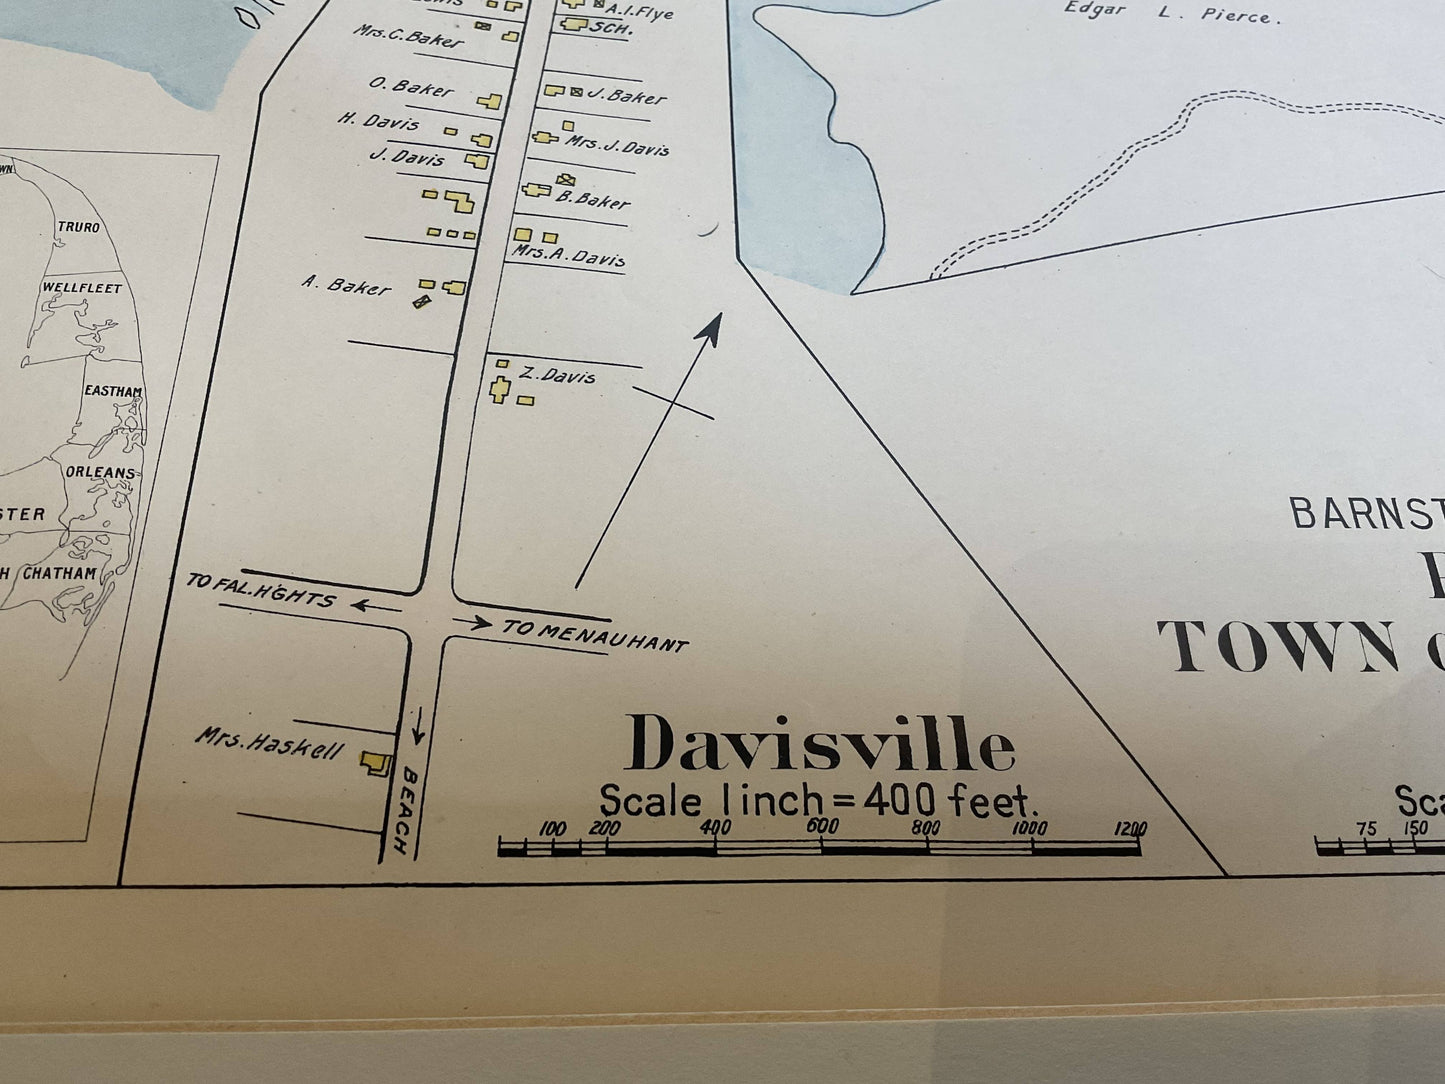 A.I.Flye
SCH.
Mrs.C.Baker
O. Baker
J. Baker
H. Davis
Mrs.J.Davis
J. Davis
B.Baker
Mrs.A.Davis
A. Baker
Z.Davis
Edgar L. Pierce.
TRURO
WELLFLEET
EASTHAM
ORLEANS
STER
H CHATHAM
TO FAL.HGHTS
TO MENAUHANT
Mrs.Haskell
BEACH
Davisville
Scale 1 inch = 400 feet.
100 200 400 600 800 1000 1200
BARNST
TOWN
Sca
75 150